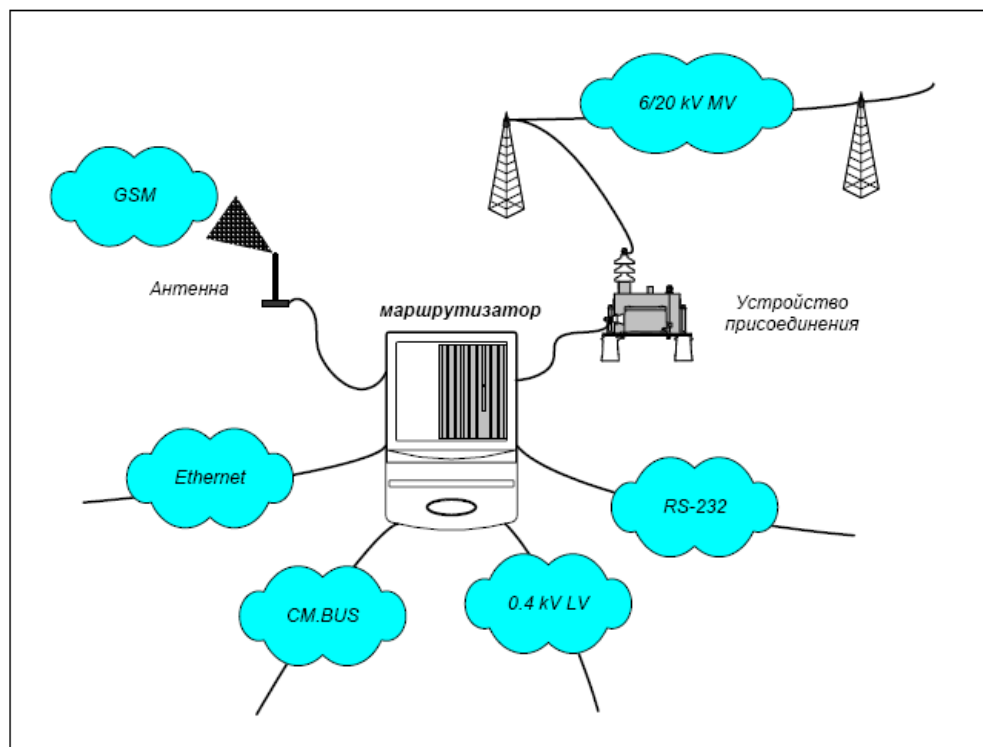 6/20 kV MV
GSM
Антенна
маршрутизатор
Устройство
присоединения
Ethernet
RS-232
CM.BUS
0.4 kV LV